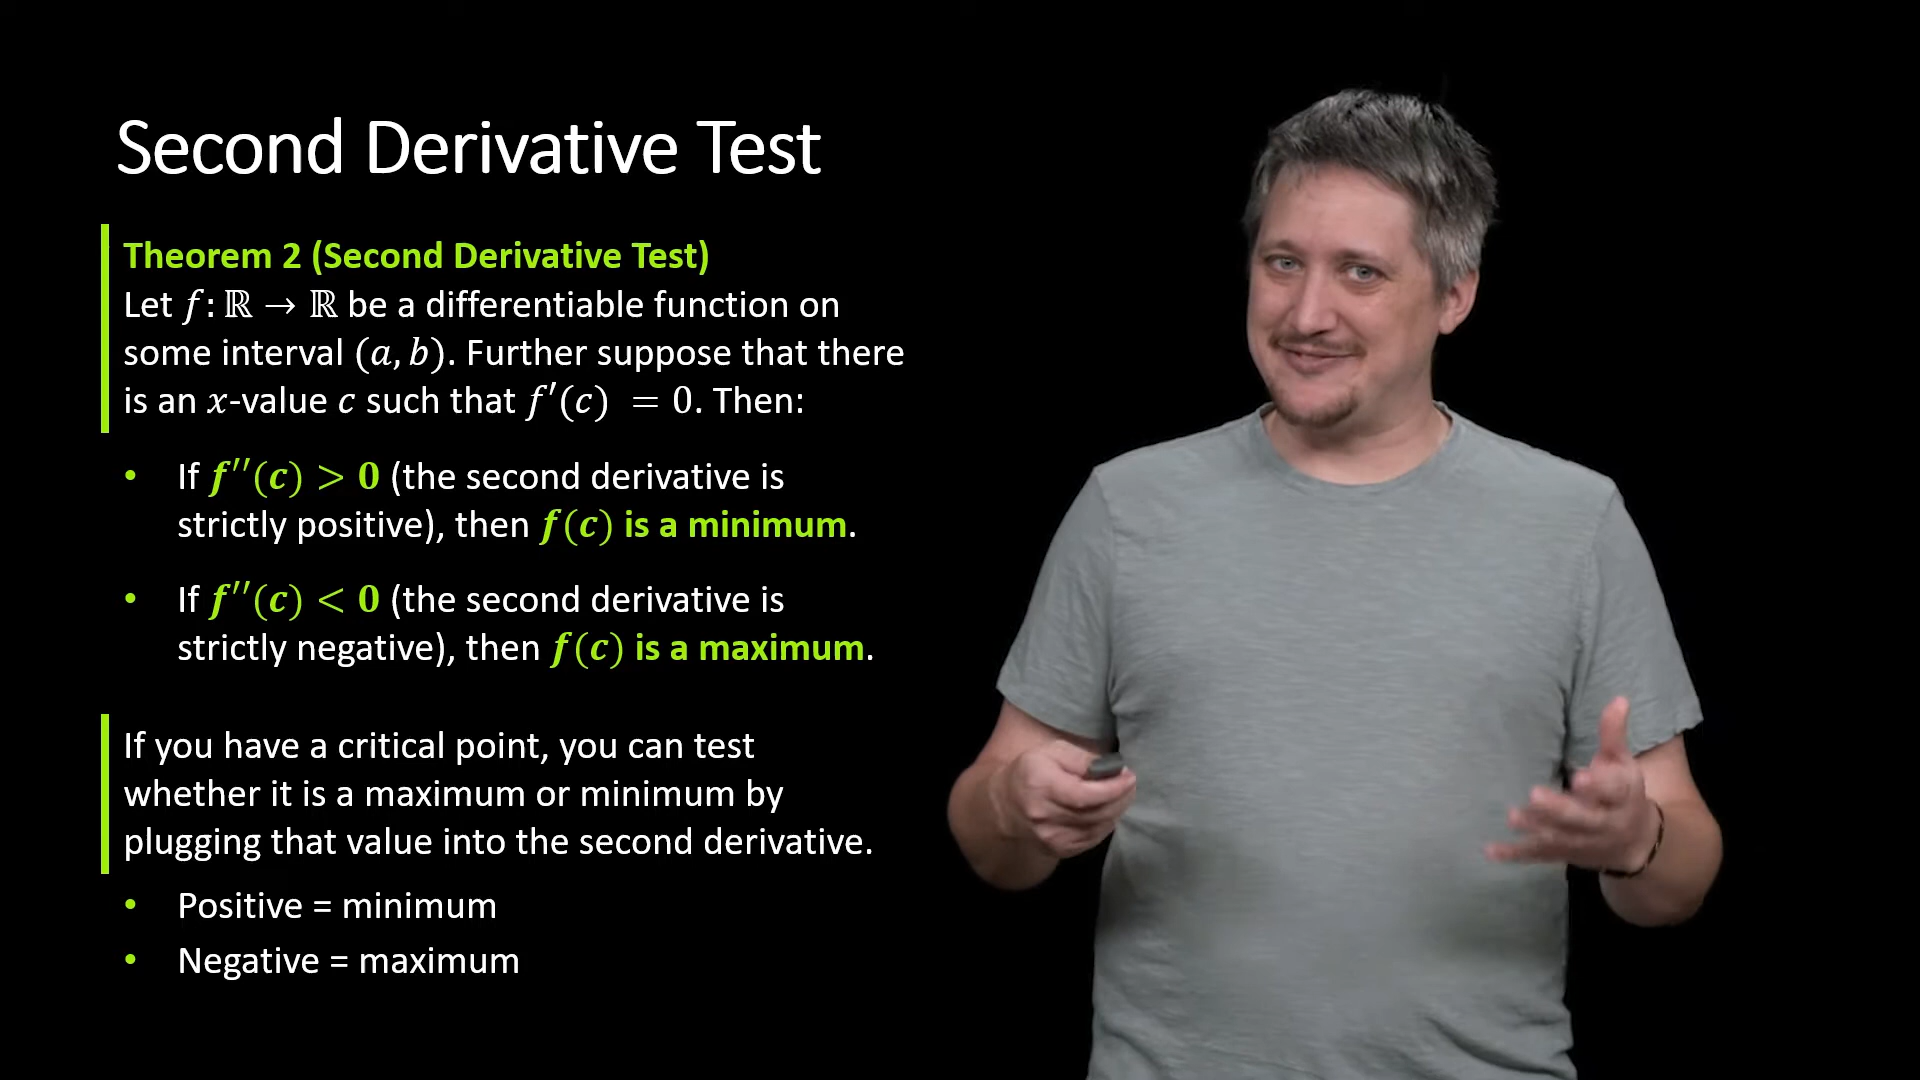 Second Derivative Test
Theorem 2 (Second Derivative Test)
Let f: ℝ → ℝ be a differentiable function on
some interval (a, b). Further suppose that there
is an x-value c such that f′(c) = 0. Then:
• If f′′(c) > 0 (the second derivative is
strictly positive), then f(c) is a minimum.
• If f′′(c) < 0 (the second derivative is
strictly negative), then f(c) is a maximum.
If you have a critical point, you can test
whether it is a maximum or minimum by
plugging that value into the second derivative.
• Positive = minimum
• Negative = maximum